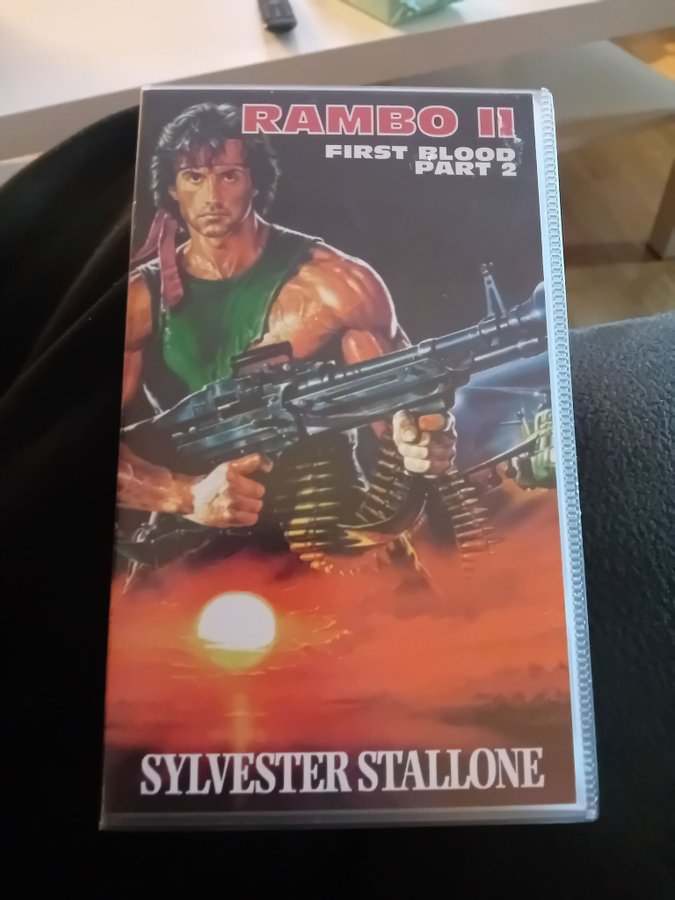 RAMBO II
FIRST BLOOD
PART 2
SYLVESTER STALLONE